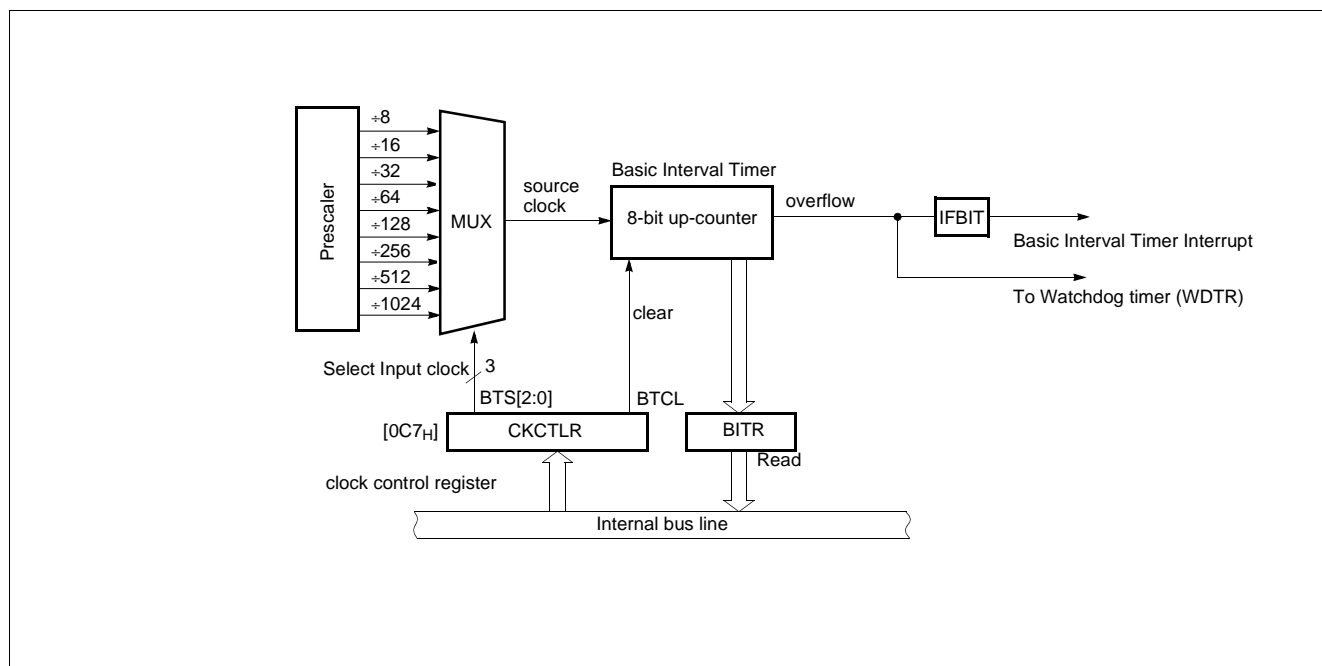 ÷8
÷16
÷32
÷64
÷128
÷256
÷512
÷1024
Prescaler
MUX
source
clock
Basic Interval Timer
8-bit up-counter
overflow
IFBIT
Basic Interval Timer Interrupt
To Watchdog timer (WDTR)
clear
Select Input clock
3
BTS[2:0]
BTCL
[0C7H]
CKCTLR
BITR
Read
clock control register
Internal bus line